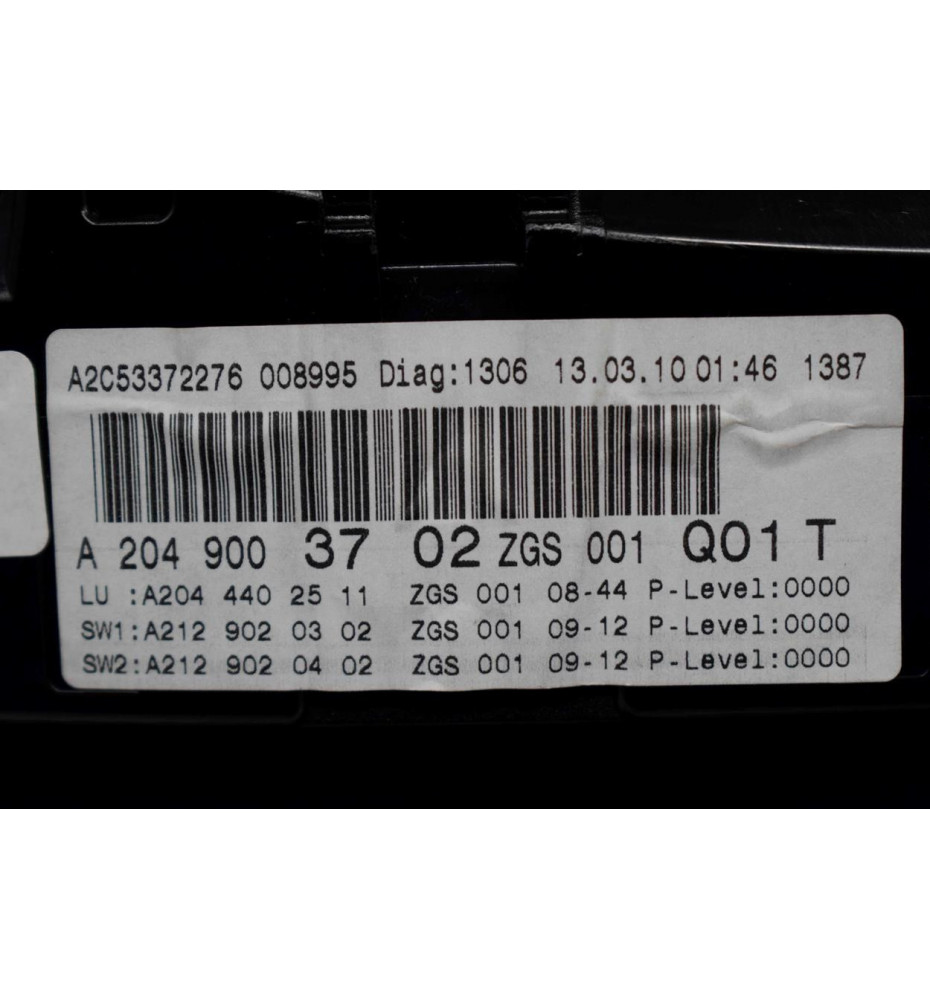 A2C53372276 008995 Diag:1306 13.03.10 01:46 1387
A 204 900 37 02 ZGS 001 Q01 T
LU :A204 440 25 11 ZGS 001 08-44 P-Level:0000
SW1:A212 902 03 02 ZGS 001 09-12 P-Level:0000
SW2:A212 902 04 02 ZGS 001 09-12 P-Level:0000